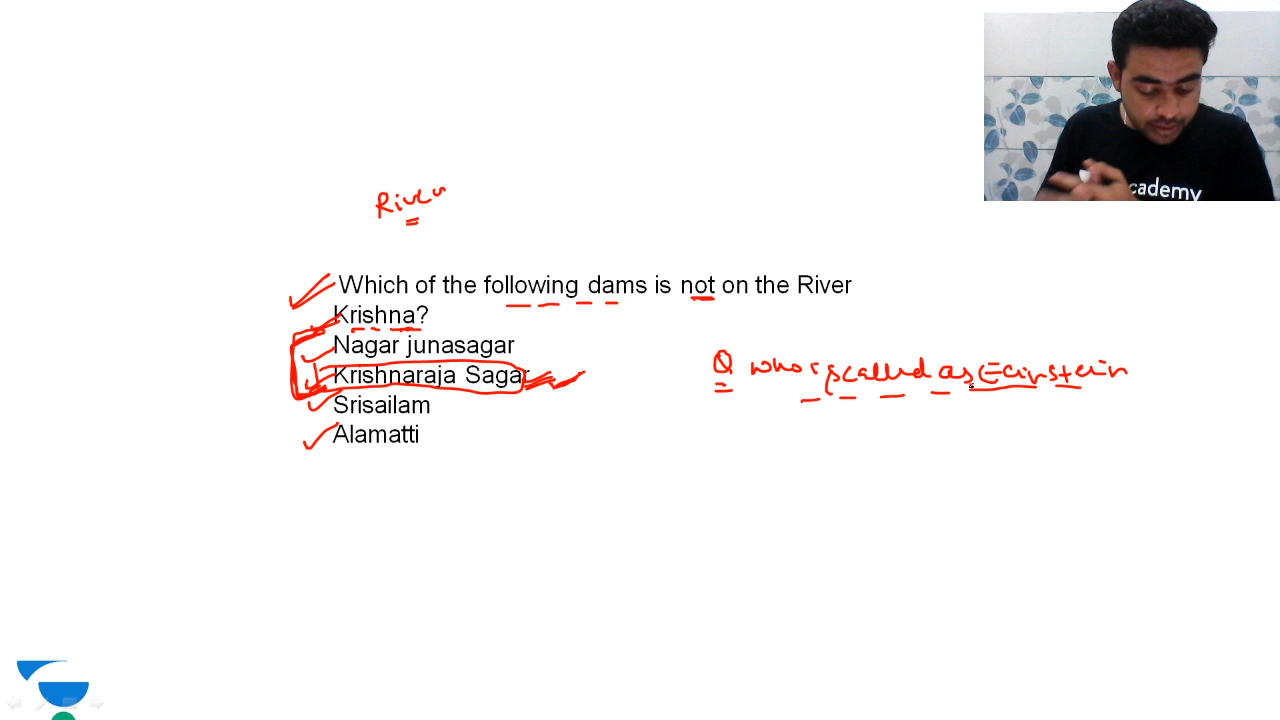 River
Which of the following dams is not on the River
Krishna?
Nagar junasagar
Krishnaraja Sagar
Srisailam
Alamatti
Q who is called as Einstein
cademy